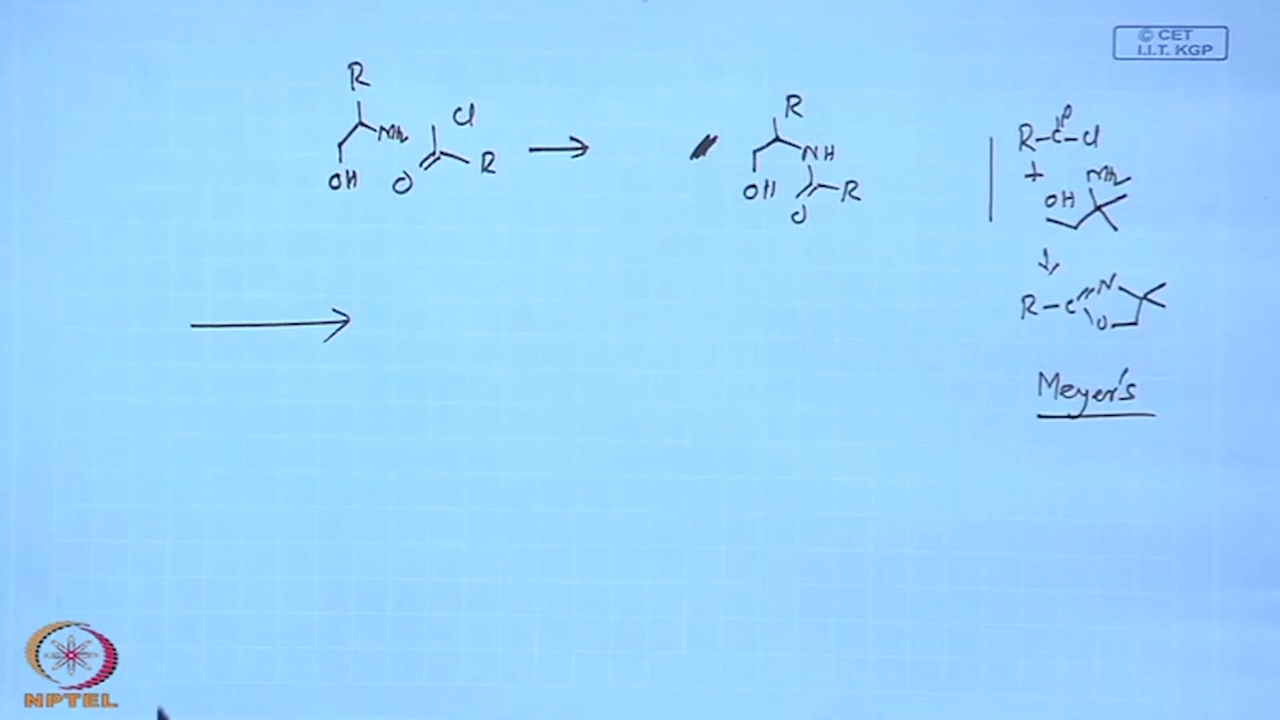 © CET
I.I.T. KGP
R
NH₂
Cl
OH
O
R
R
NH
OH
R
O
O
R-C-Cl
+
NH₂
OH
R-C
N
O
Meyer's
NPTEL